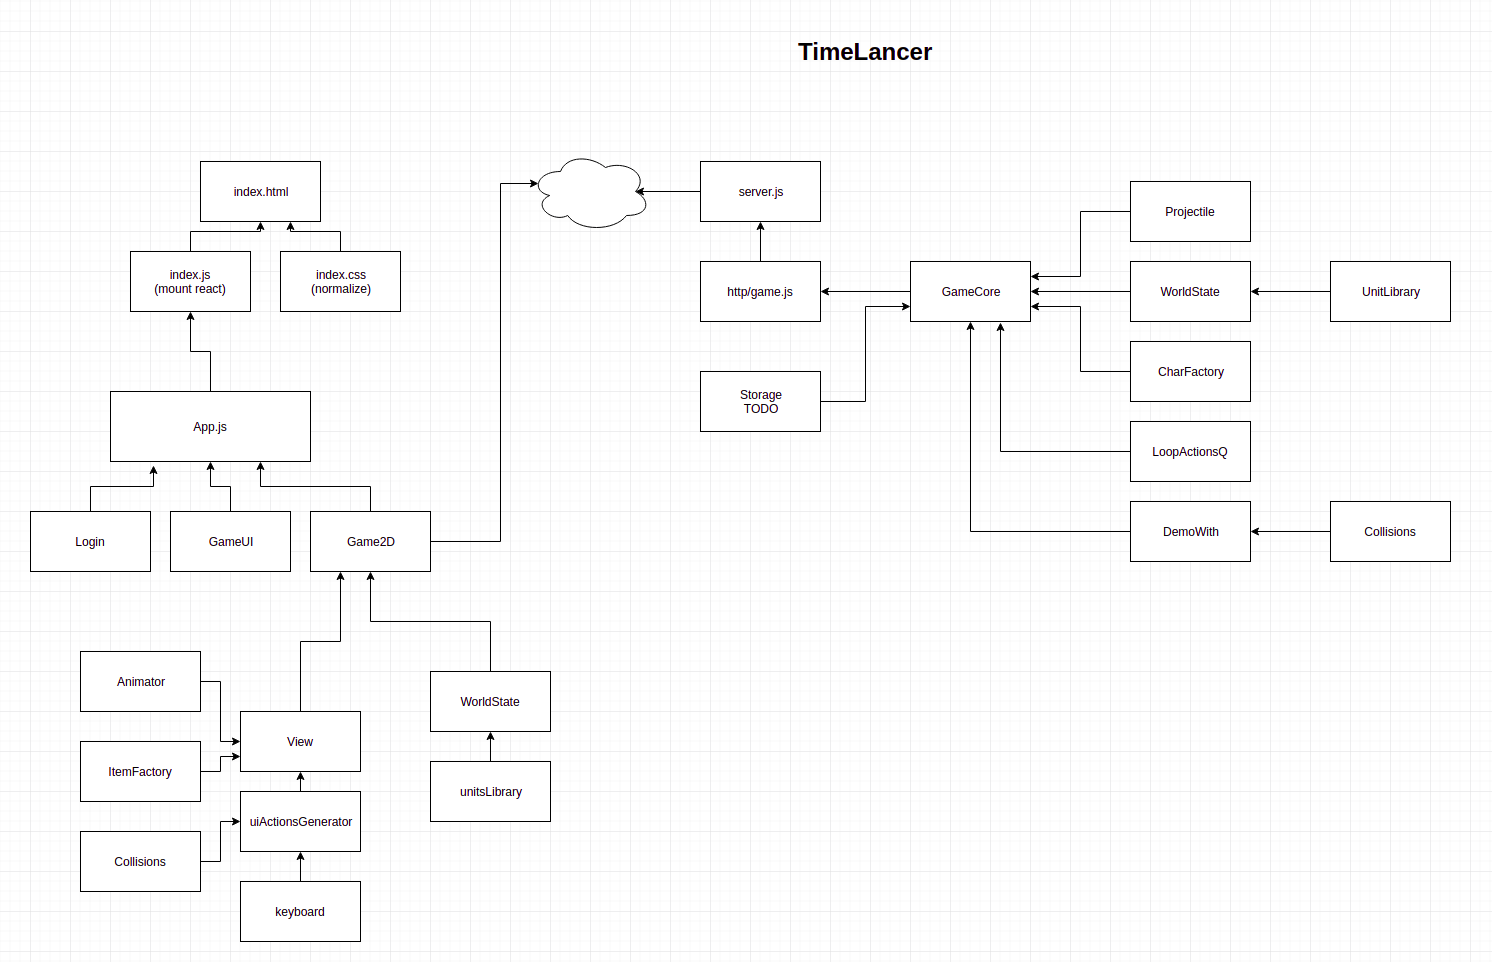 TimeLancer
index.html
index.js
(mount react)
index.css
(normalize)
App.js
Login
GameUI
Game2D
Animator
ItemFactory
Collisions
View
uiActionsGenerator
keyboard
WorldState
unitsLibrary
server.js
http/game.js
Storage
TODO
GameCore
Projectile
WorldState
UnitLibrary
CharFactory
LoopActionsQ
DemoWith
Collisions